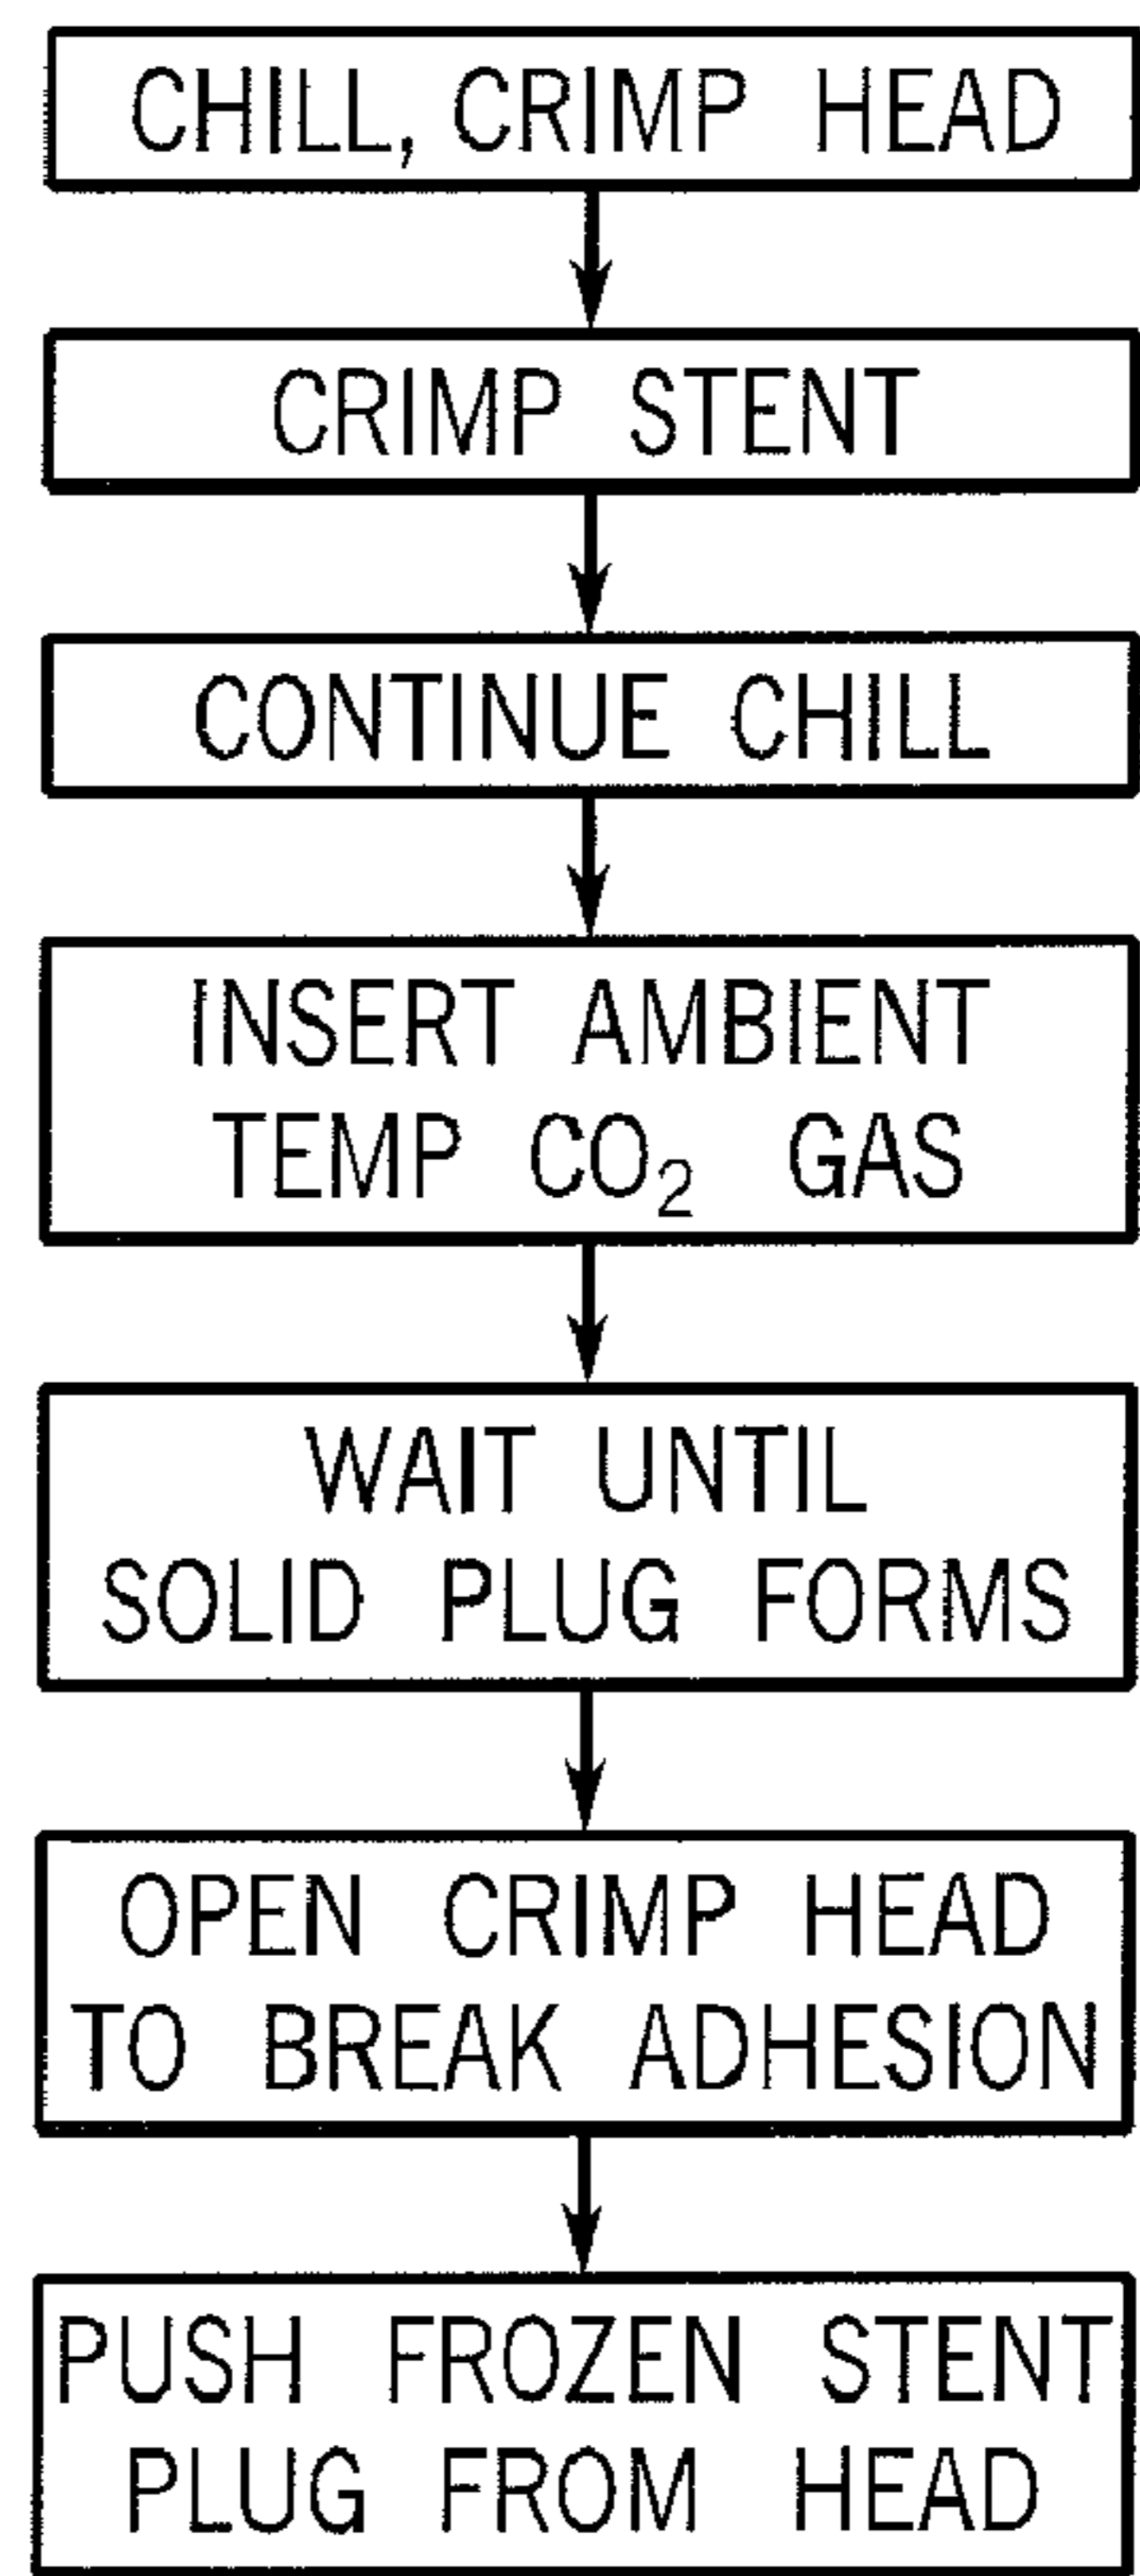 CHILL, CRIMP HEAD
CRIMP STENT
CONTINUE CHILL
INSERT AMBIENT
TEMP CO₂ GAS
WAIT UNTIL
SOLID PLUG FORMS
OPEN CRIMP HEAD
TO BREAK ADHESION
PUSH FROZEN STENT
PLUG FROM HEAD